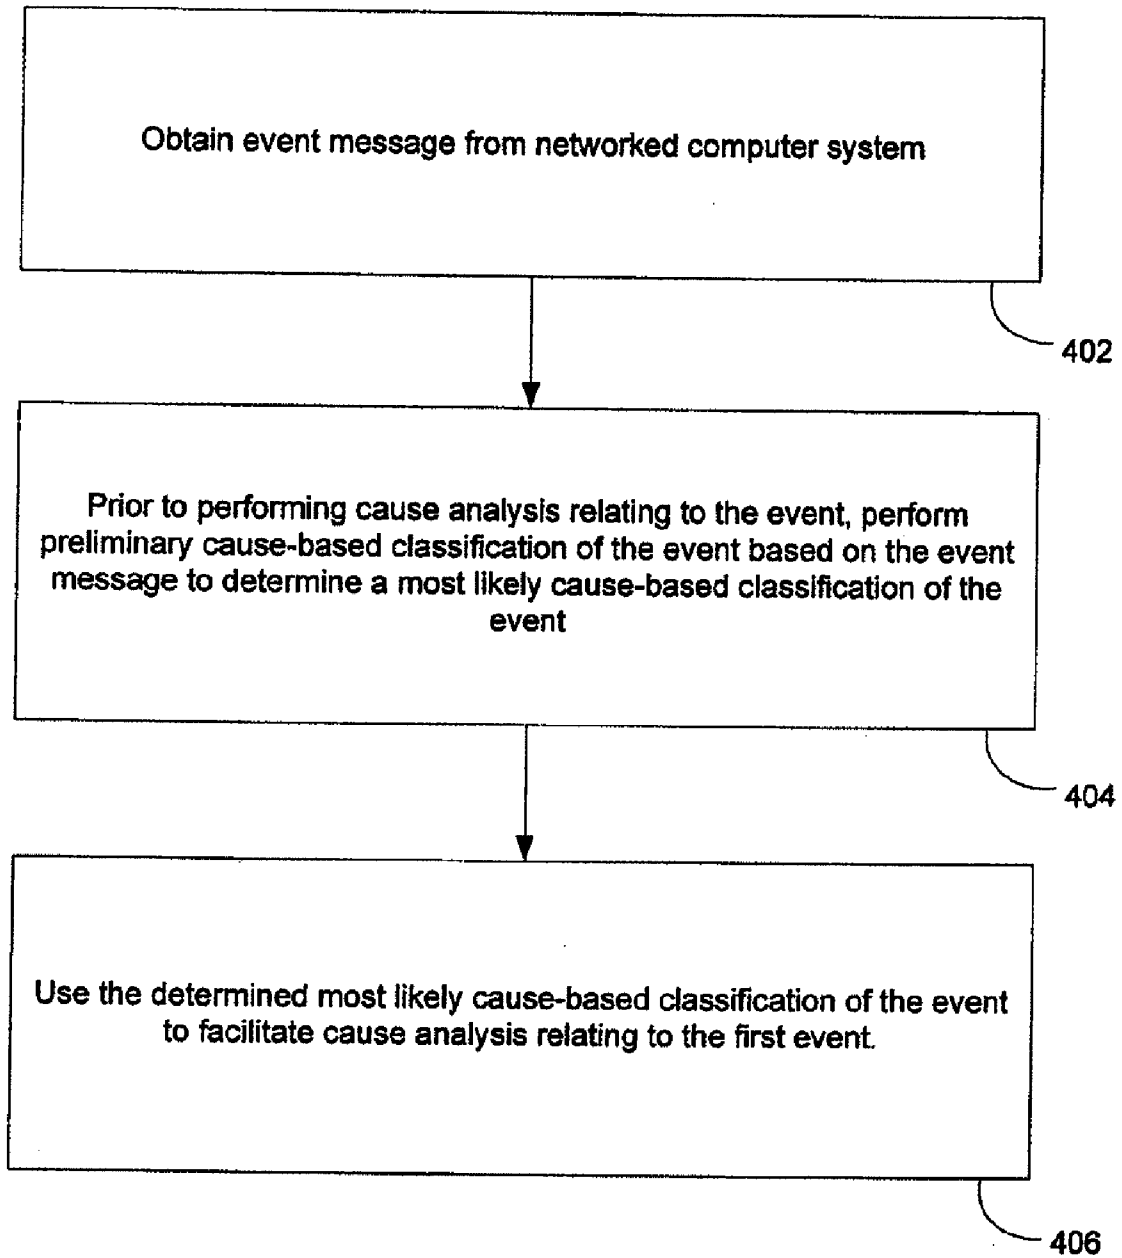 Obtain event message from networked computer system
402
Prior to performing cause analysis relating to the event, perform
preliminary cause-based classification of the event based on the event
message to determine a most likely cause-based classification of the
event
404
Use the determined most likely cause-based classification of the event
to facilitate cause analysis relating to the first event.
406